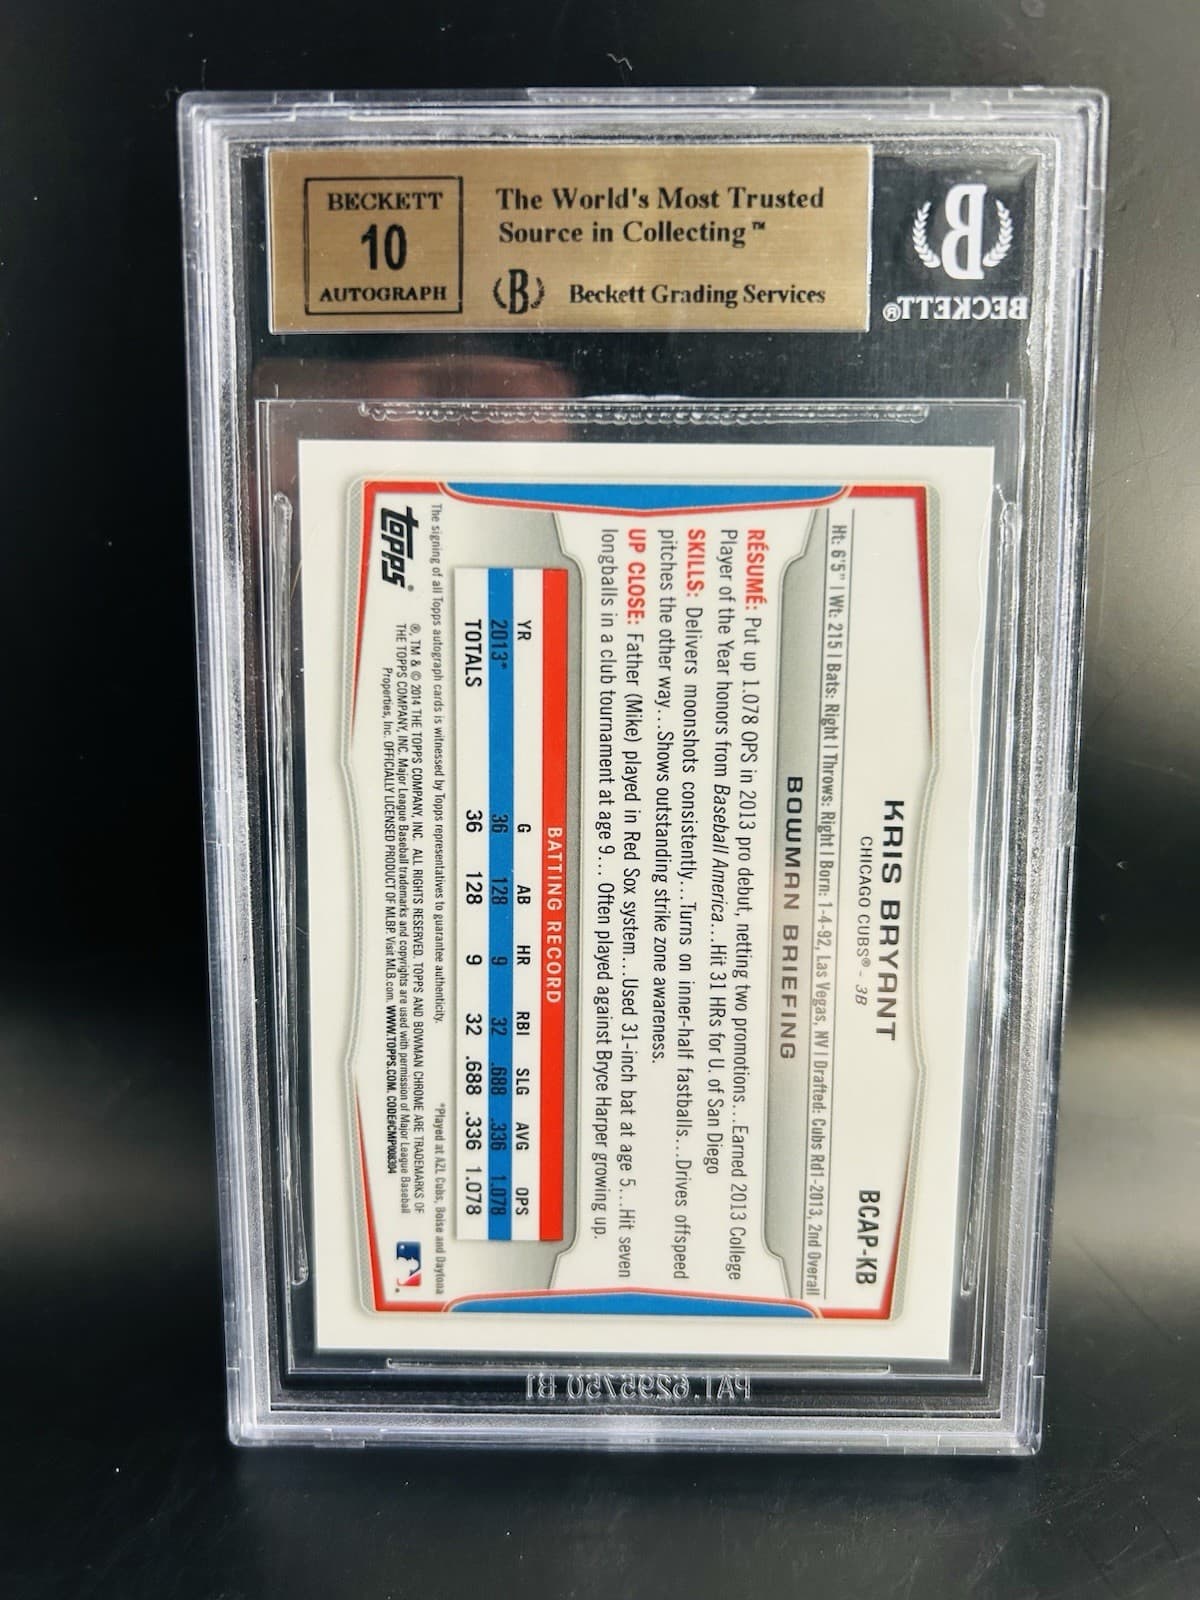 BECKETT
10
AUTOGRAPH
The World's Most Trusted
Source in Collecting™
B
Beckett Grading Services
B
BECKETT®
KRIS BRYANT
BCAP-KB
CHICAGO CUBS® - 3B
Ht: 6'5" | Wt: 215 | Bats: Right | Throws: Right | Born: 1-4-92, Las Vegas, NV | Drafted: Cubs Rd1-2013, 2nd Overall
BOWMAN BRIEFING
RÉSUMÉ: Put up 1.078 OPS in 2013 pro debut, netting two promotions...Earned 2013 College
Player of the Year honors from Baseball America...Hit 31 HRs for U. of San Diego
SKILLS: Delivers moonshots consistently...Turns on inner-half fastballs...Drives offspeed
pitches the other way...Shows outstanding strike zone awareness.
UP CLOSE: Father (Mike) played in Red Sox system...Used 31-inch bat at age 5...Hit seven
longballs in a club tournament at age 9... Often played against Bryce Harper growing up.
BATTING RECORD
YR G AB HR RBI SLG AVG OPS
2013* 36 128 9 32 .688 .336 1.078
TOTALS 36 128 9 32 .688 .336 1.078
*Played at AZL Cubs, Boise and Daytona
The signing of all Topps autograph cards is witnessed by Topps representatives to guarantee authenticity.
topps®
®, TM & © 2014 THE TOPPS COMPANY, INC. ALL RIGHTS RESERVED. TOPPS AND BOWMAN CHROME ARE TRADEMARKS OF
THE TOPPS COMPANY, INC. Major League Baseball trademarks and copyrights are used with permission of Major League Baseball
Properties, Inc. OFFICIALLY LICENSED PRODUCT OF MLBP. Visit MLB.com. WWW.TOPPS.COM. CODE#CMP008304
PAT.6295750 B1